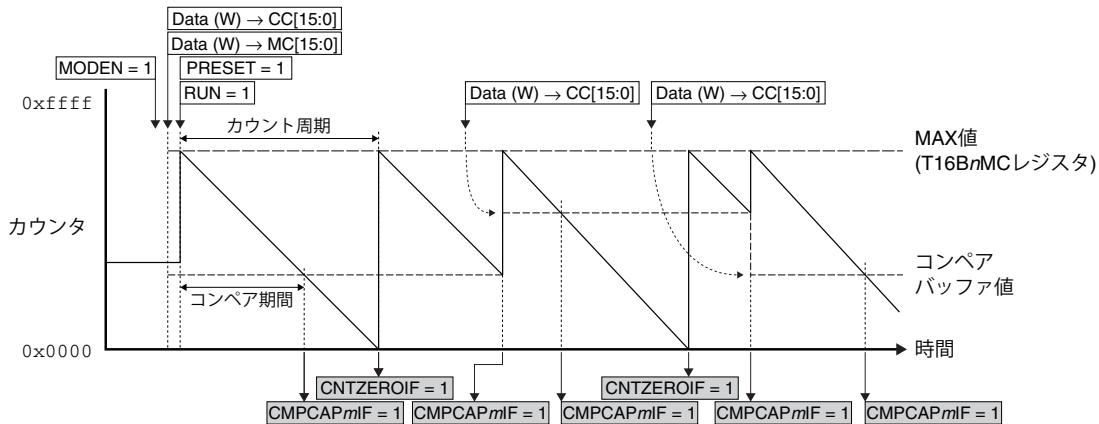 Data (W) → CC[15:0]
Data (W) → MC[15:0]
MODEN = 1
PRESET = 1
RUN = 1
Data (W) → CC[15:0]
Data (W) → CC[15:0]
0xffff
カウント周期
MAX値
(T16BnMCレジスタ)
カウンタ
コンペア
バッファ値
コンペア期間
0x0000
時間
CNTZEROIF = 1
CNTZEROIF = 1
CMPCAPmIF = 1
CMPCAPmIF = 1
CMPCAPmIF = 1
CMPCAPmIF = 1
CMPCAPmIF = 1